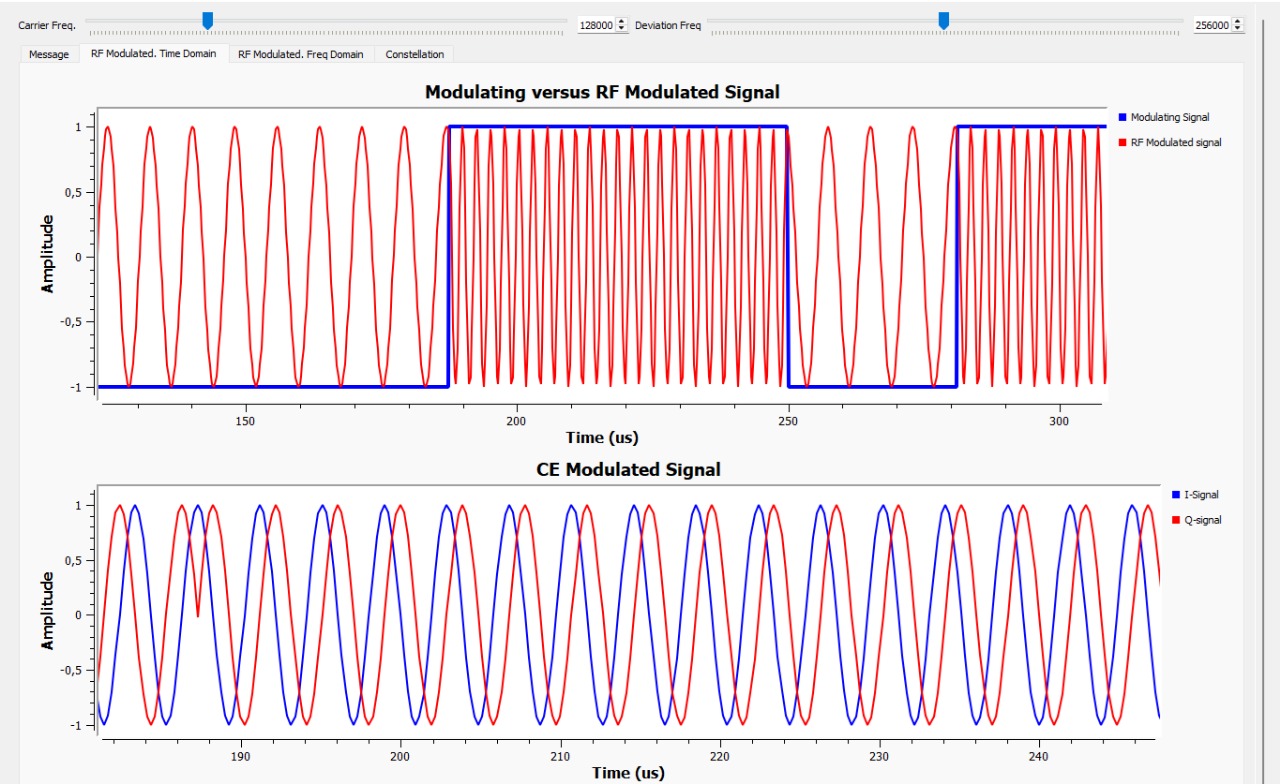 Carrier Freq. 128000 Deviation Freq 256000
Message RF Modulated. Time Domain RF Modulated. Freq Domain Constellation
Modulating versus RF Modulated Signal
Modulating Signal
RF Modulated signal
Amplitude
1
0,5
0
-0,5
-1
150 200 250 300
Time (us)
CE Modulated Signal
I-Signal
Q-signal
Amplitude
1
0,5
0
-0,5
-1
190 200 210 220 230 240
Time (us)